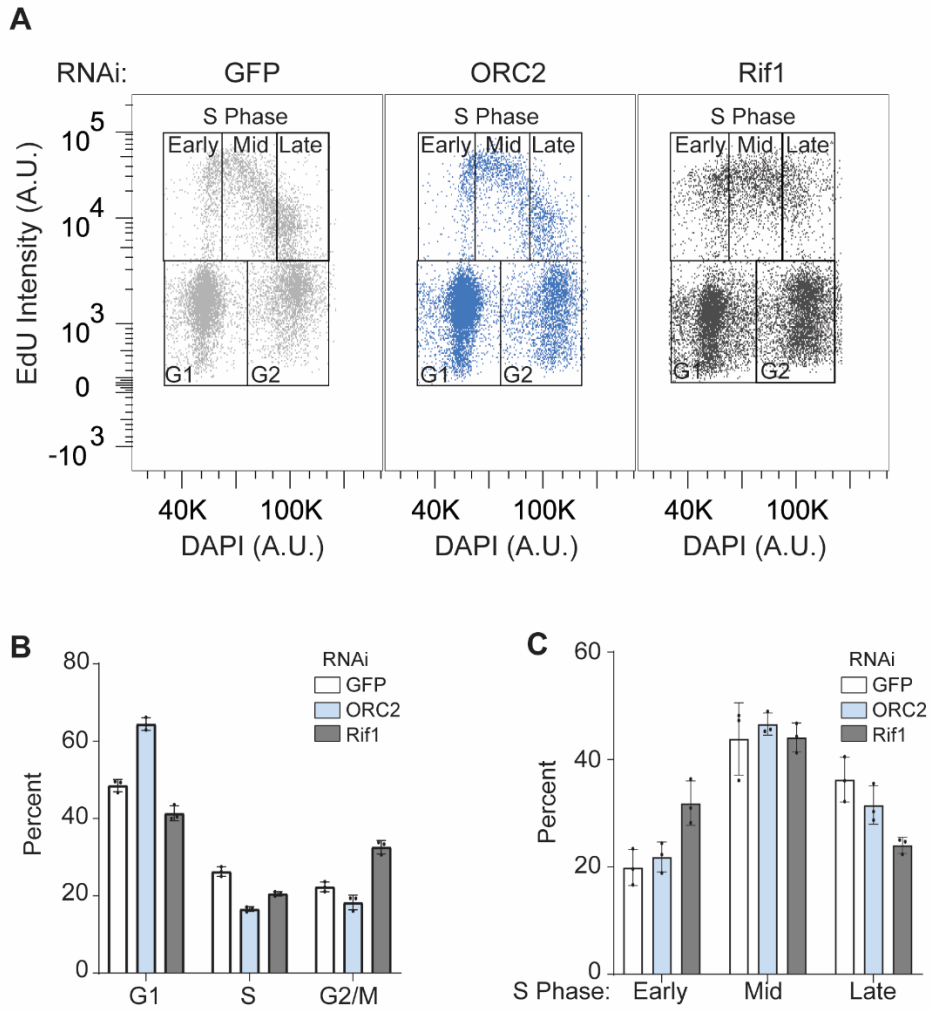 A
RNAi: GFP ORC2 Rif1
S Phase S Phase S Phase
Early Mid Late Early Mid Late Early Mid Late
10 5
10 4
10 3
0
-10 3
EdU Intensity (A.U.)
G1 G2 G1 G2 G1 G2
40K 100K 40K 100K 40K 100K
DAPI (A.U.) DAPI (A.U.) DAPI (A.U.)
B
80
60
40
20
0
Percent
RNAi
GFP
ORC2
Rif1
G1 S G2/M
C
60
40
20
0
Percent
RNAi
GFP
ORC2
Rif1
S Phase: Early Mid Late